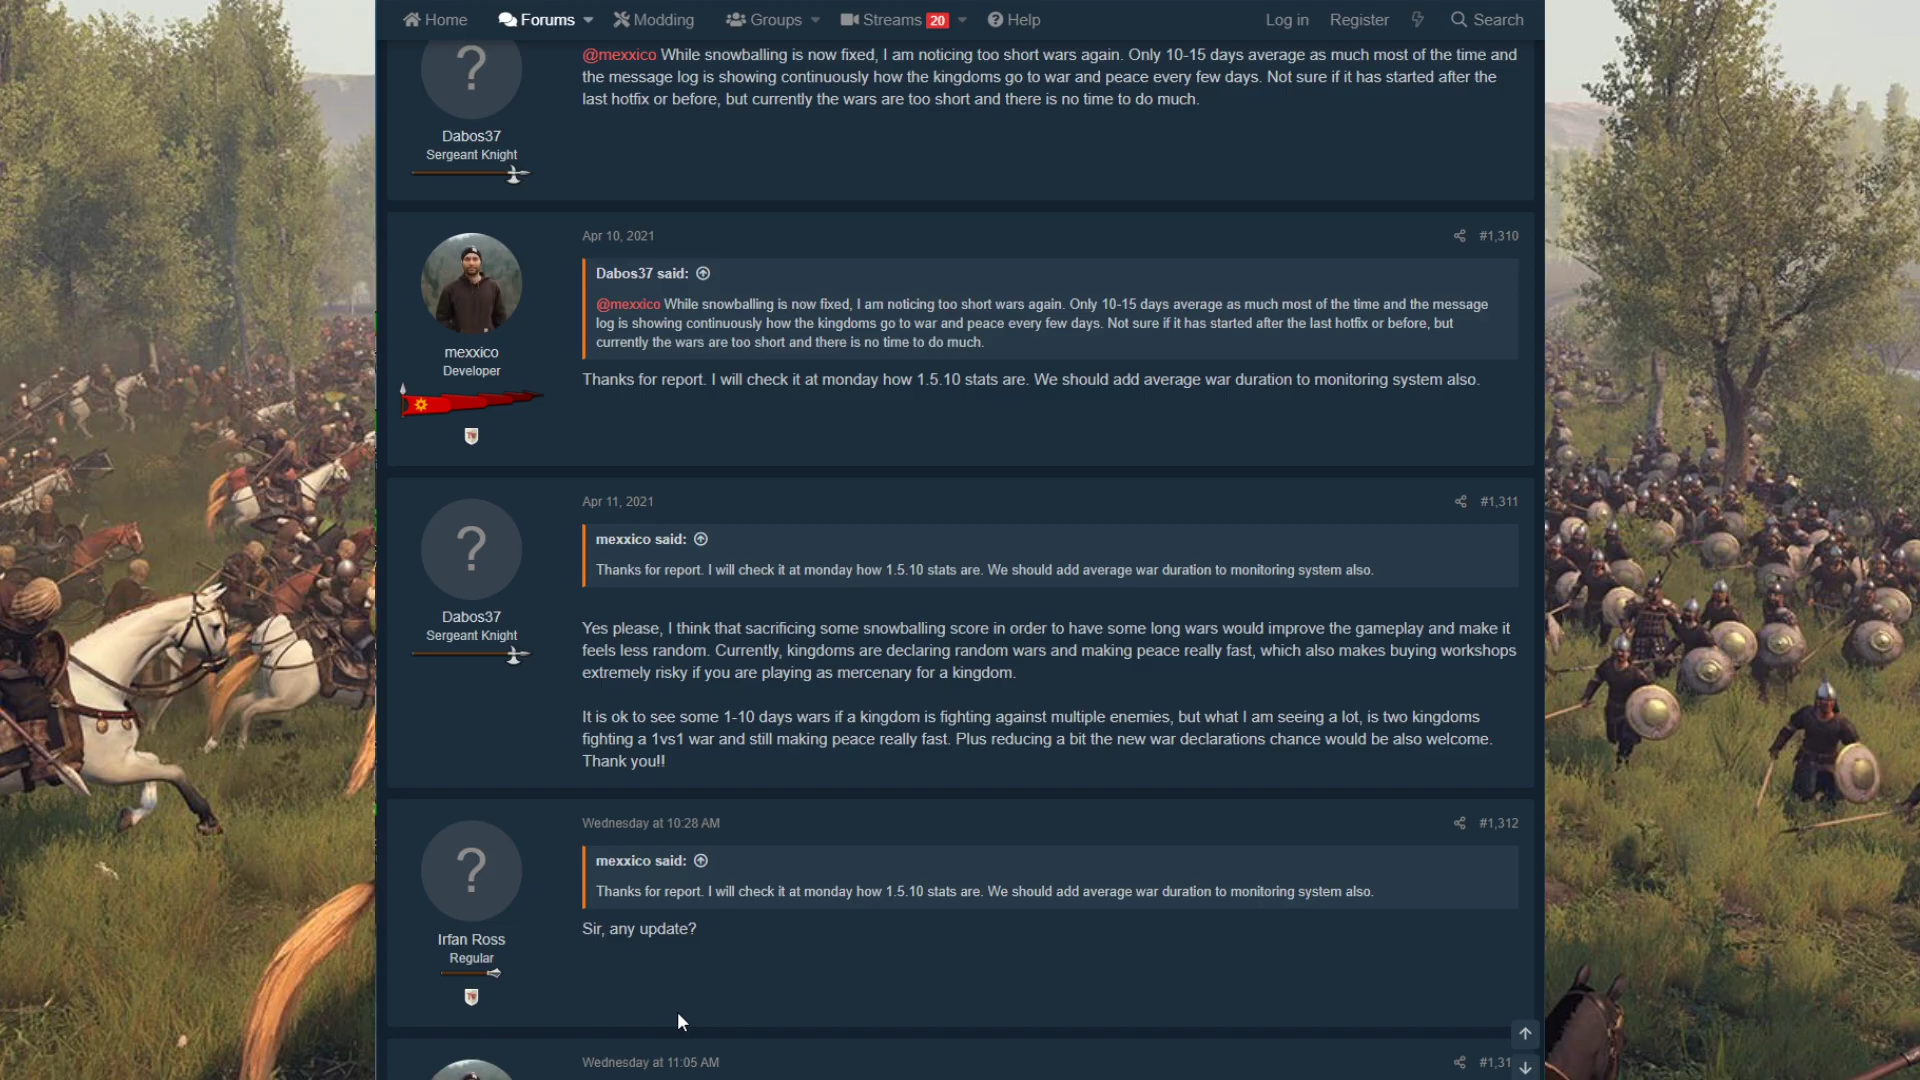 Home Forums Modding Groups Streams 20 Help Log in Register Search
@mexxico While snowballing is now fixed, I am noticing too short wars again. Only 10-15 days average as much most of the time and
the message log is showing continuously how the kingdoms go to war and peace every few days. Not sure if it has started after the
last hotfix or before, but currently the wars are too short and there is no time to do much.
Dabos37
Sergeant Knight
Apr 10, 2021 #1,310
Dabos37 said:
@mexxico While snowballing is now fixed, I am noticing too short wars again. Only 10-15 days average as much most of the time and the message
log is showing continuously how the kingdoms go to war and peace every few days. Not sure if it has started after the last hotfix or before, but
currently the wars are too short and there is no time to do much.
mexxico
Developer
Thanks for report. I will check it at monday how 1.5.10 stats are. We should add average war duration to monitoring system also.
Apr 11, 2021 #1,311
mexxico said:
Thanks for report. I will check it at monday how 1.5.10 stats are. We should add average war duration to monitoring system also.
Dabos37
Sergeant Knight
Yes please, I think that sacrificing some snowballing score in order to have some long wars would improve the gameplay and make it
feels less random. Currently, kingdoms are declaring random wars and making peace really fast, which also makes buying workshops
extremely risky if you are playing as mercenary for a kingdom.
It is ok to see some 1-10 days wars if a kingdom is fighting against multiple enemies, but what I am seeing a lot, is two kingdoms
fighting a 1vs1 war and still making peace really fast. Plus reducing a bit the new war declarations chance would be also welcome.
Thank you!!
Wednesday at 10:28 AM #1,312
mexxico said:
Thanks for report. I will check it at monday how 1.5.10 stats are. We should add average war duration to monitoring system also.
Irfan Ross
Regular
Sir, any update?
Wednesday at 11:05 AM #1,31